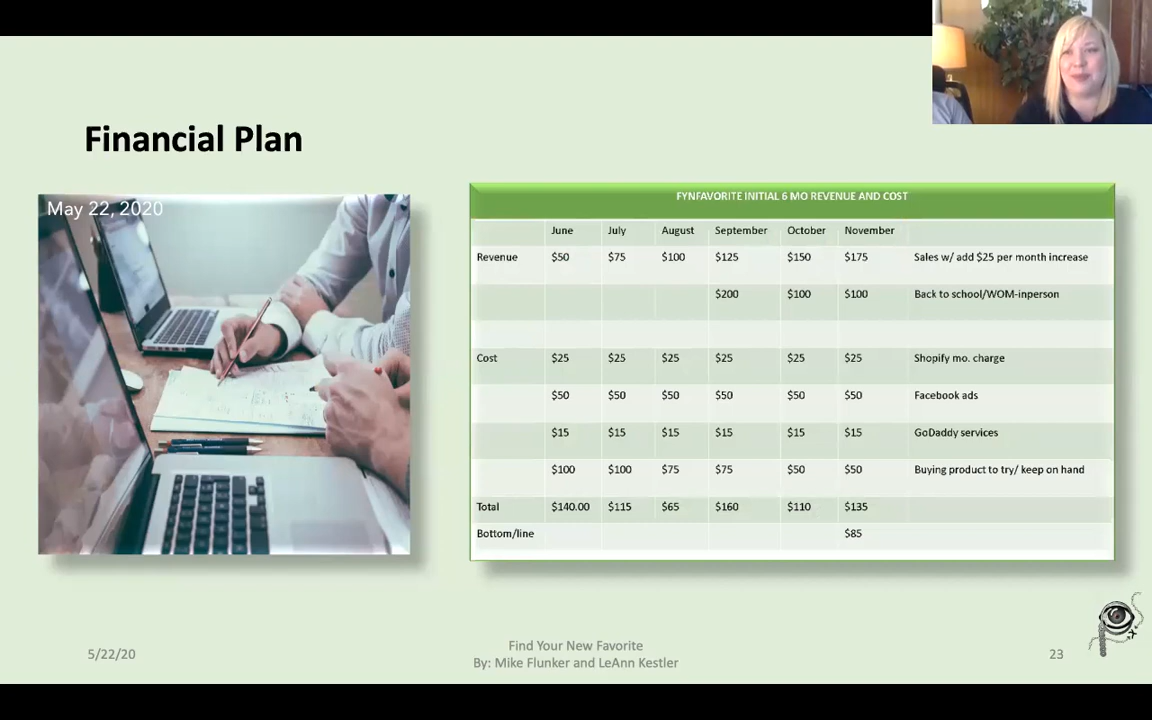 Financial Plan
May 22, 2020
FYNFAVORITE INITIAL 6 MO REVENUE AND COST
June July August September October November
Revenue $50 $75 $100 $125 $150 $175 Sales w/ add $25 per month increase
$200 $100 $100 Back to school/WOM-inperson
Cost $25 $25 $25 $25 $25 $25 Shopify mo. charge
$50 $50 $50 $50 $50 $50 Facebook ads
$15 $15 $15 $15 $15 $15 GoDaddy services
$100 $100 $75 $75 $50 $50 Buying product to try/ keep on hand
Total $140.00 $115 $65 $160 $110 $135
Bottom/line $85
5/22/20
Find Your New Favorite
By: Mike Flunker and LeAnn Kestler
23